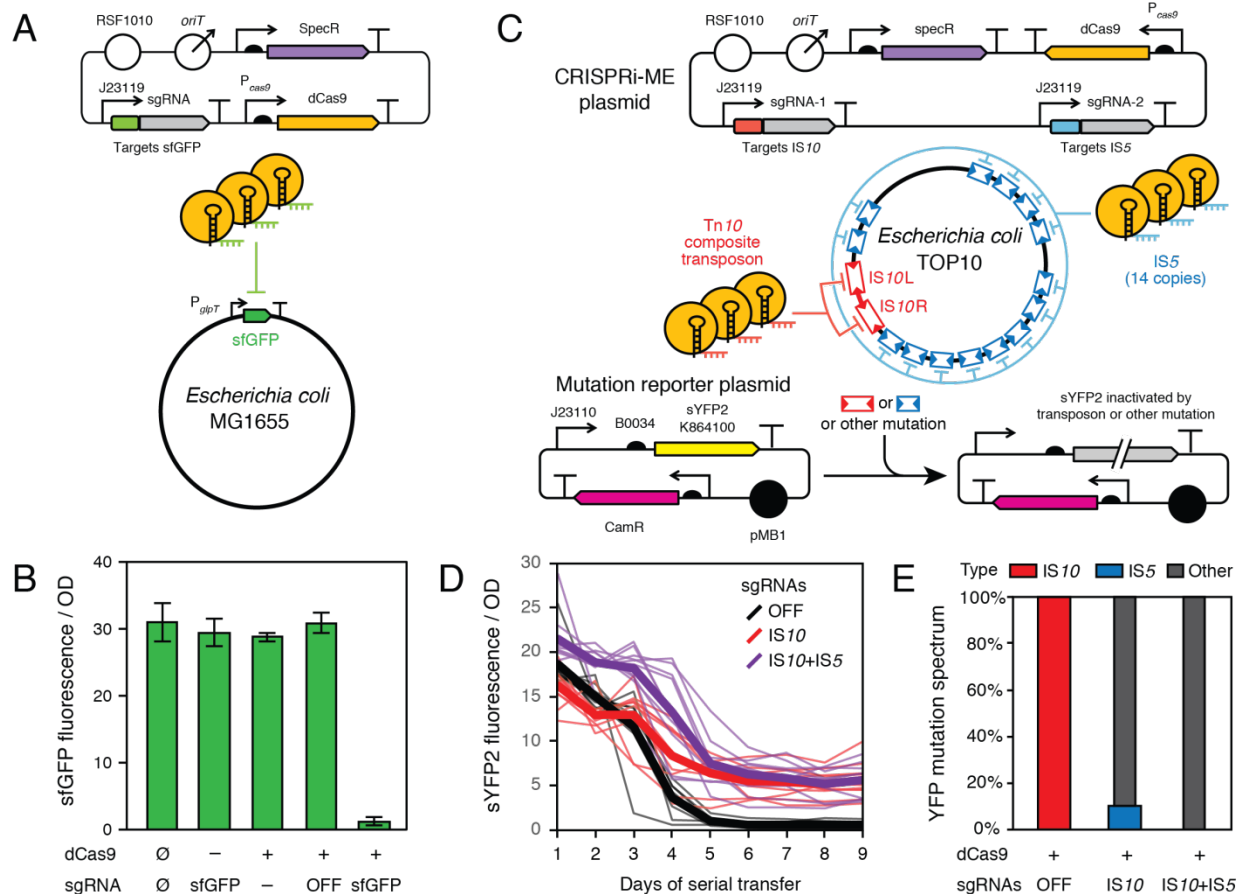 A
RSF1010
oriT
SpecR
J23119
sgRNA
Pcas9
dCas9
Targets sfGFP
PglpT
sfGFP
Escherichia coli
MG1655
B
sfGFP fluorescence / OD
40
30
20
10
0
dCas9 Ø – + + +
sgRNA Ø sfGFP – OFF sfGFP
C
CRISPRi-ME
plasmid
RSF1010
oriT
specR
dCas9
Pcas9
J23119
sgRNA-1
Targets IS10
J23119
sgRNA-2
Targets IS5
Tn10
composite
transposon
Escherichia coli
TOP10
IS10L
IS10R
IS5
(14 copies)
Mutation reporter plasmid
J23110
B0034
sYFP2
K864100
CamR
pMB1
or
or other mutation
sYFP2 inactivated by
transposon or other mutation
D
sYFP2 fluorescence / OD
30
25
20
15
10
5
0
sgRNAs
OFF
IS10
IS10+IS5
1 2 3 4 5 6 7 8 9
Days of serial transfer
E
Type IS10 IS5 Other
YFP mutation spectrum
100%
80%
60%
40%
20%
0%
dCas9 + + +
sgRNAs OFF IS10 IS10+IS5